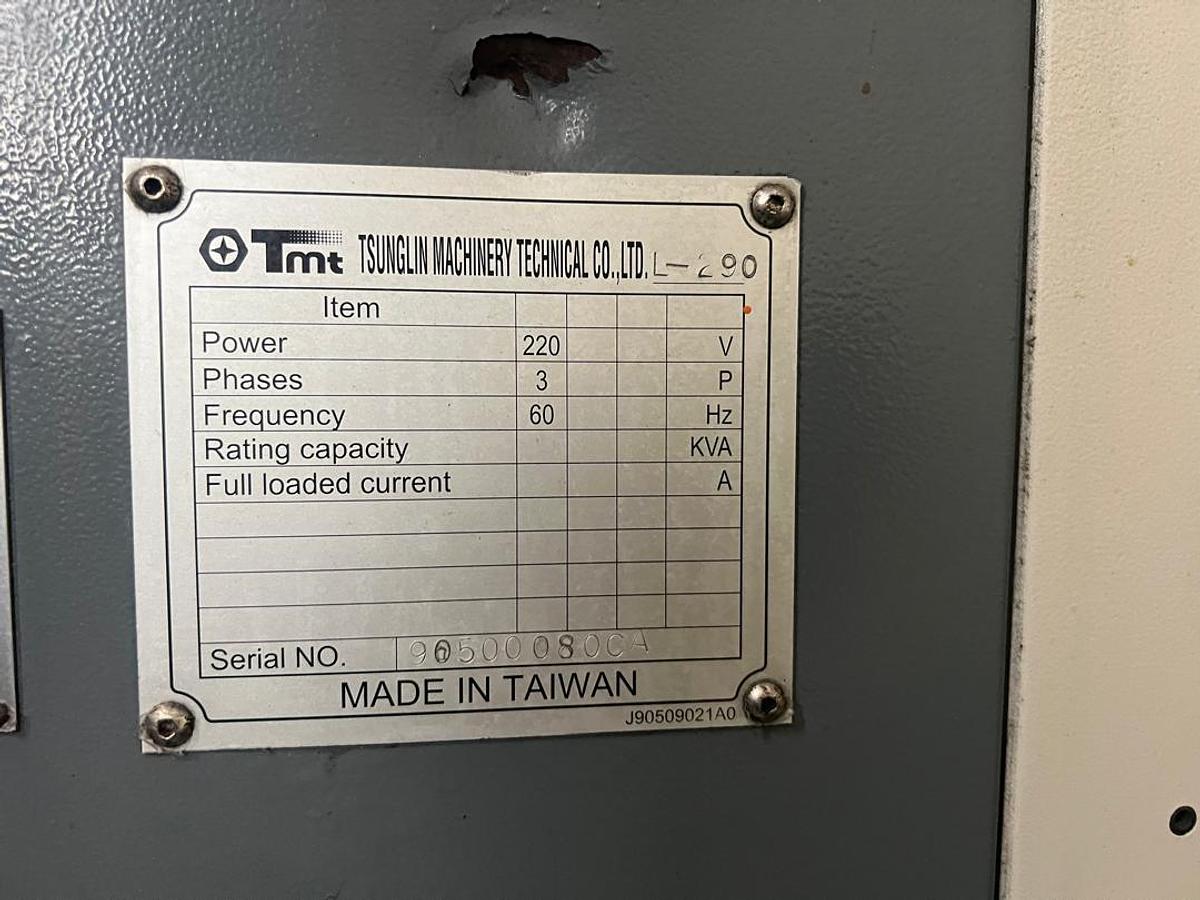 Tmt TSUNGLIN MACHINERY TECHNICAL CO.,LTD. L-290
Item
Power 220 V
Phases 3 P
Frequency 60 Hz
Rating capacity KVA
Full loaded current A
Serial NO.
MADE IN TAIWAN
J90509021A0